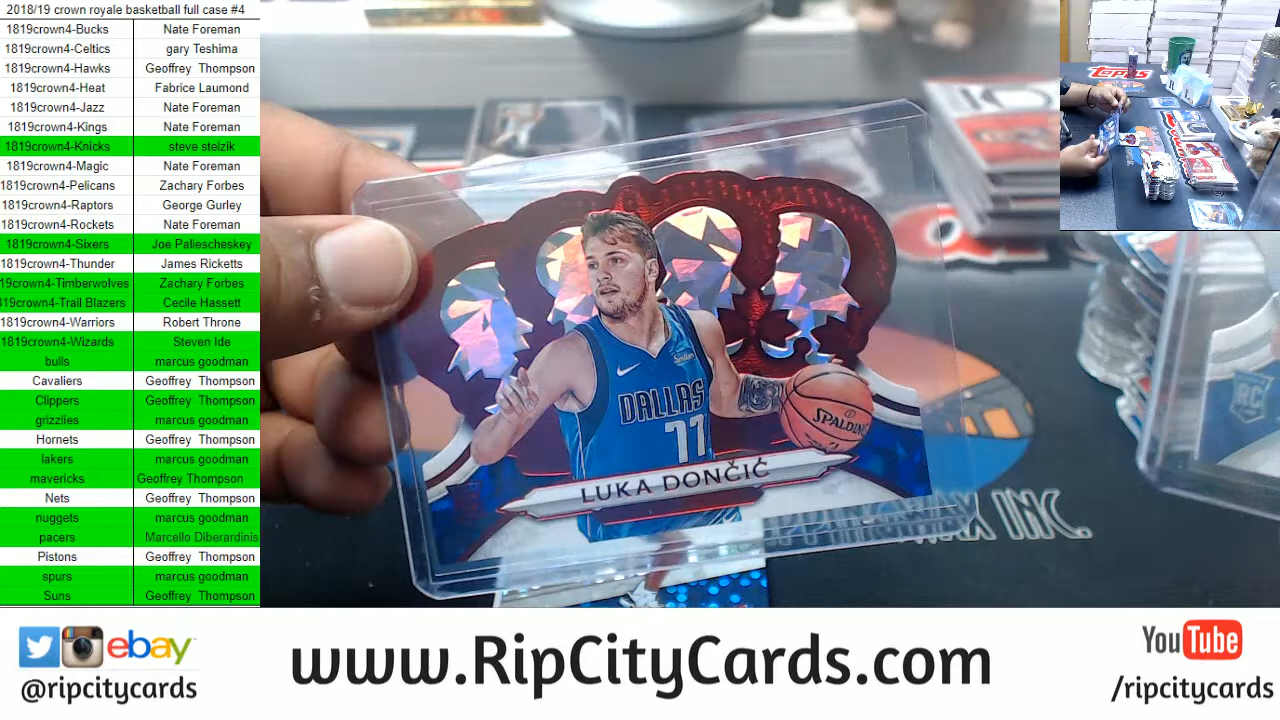 2018/19 crown royale basketball full case #4
1819crown4-Bucks Nate Foreman
1819crown4-Celtics gary Teshima
1819crown4-Hawks Geoffrey Thompson
1819crown4-Heat Fabrice Laumond
1819crown4-Jazz Nate Foreman
1819crown4-Kings Nate Foreman
1819crown4-Knicks steve stelzik
1819crown4-Magic Nate Foreman
1819crown4-Pelicans Zachary Forbes
1819crown4-Raptors George Gurley
1819crown4-Rockets Nate Foreman
1819crown4-Sixers Joe Paliescheskey
1819crown4-Thunder James Ricketts
1819crown4-Timberwolves Zachary Forbes
1819crown4-Trail Blazers Cecile Hassett
1819crown4-Warriors Robert Throne
1819crown4-Wizards Steven Ide
bulls marcus goodman
Cavaliers Geoffrey Thompson
Clippers Geoffrey Thompson
grizzlies marcus goodman
Hornets Geoffrey Thompson
lakers marcus goodman
mavericks Geoffrey Thompson
Nets Geoffrey Thompson
nuggets marcus goodman
pacers Marcello Diberardinis
Pistons Geoffrey Thompson
spurs marcus goodman
Suns Geoffrey Thompson
Topps
DALLAS
77
SPALDING
LUKA DONČIĆ
RC
INC.
ebay
@ripcitycards
www.RipCityCards.com
YouTube
/ripcitycards